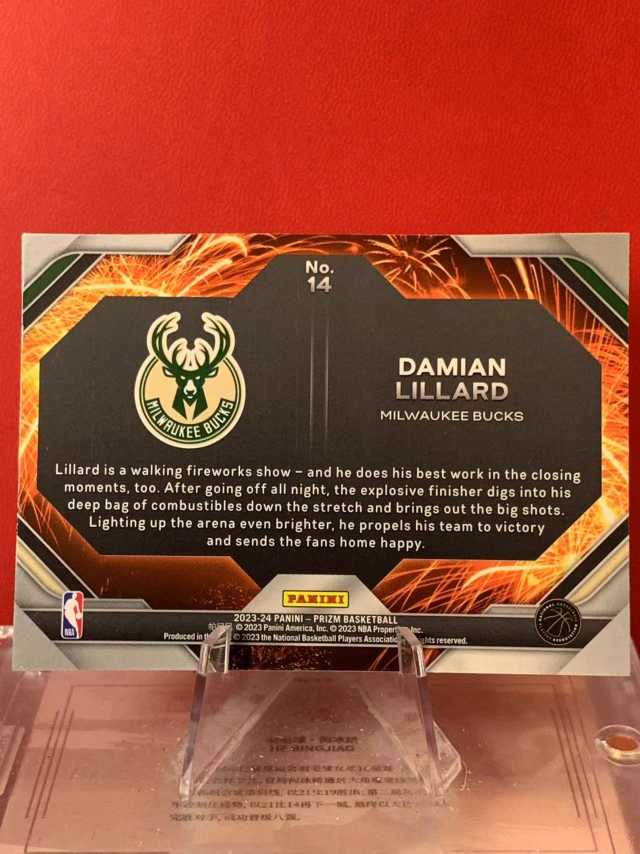 No.
14
DAMIAN
LILLARD
MILWAUKEE BUCKS
MILWAUKEE BUCKS
Lillard is a walking fireworks show – and he does his best work in the closing
moments, too. After going off all night, the explosive finisher digs into his
deep bag of combustibles down the stretch and brings out the big shots.
Lighting up the arena even brighter, he propels his team to victory
and sends the fans home happy.
PANINI
2023-24 PANINI – PRIZM BASKETBALL
© 2023 Panini America, Inc. © 2023 NBA
Produced in © 2023 the National Basketball Players reserved.
NBA
HE BINGJIAO